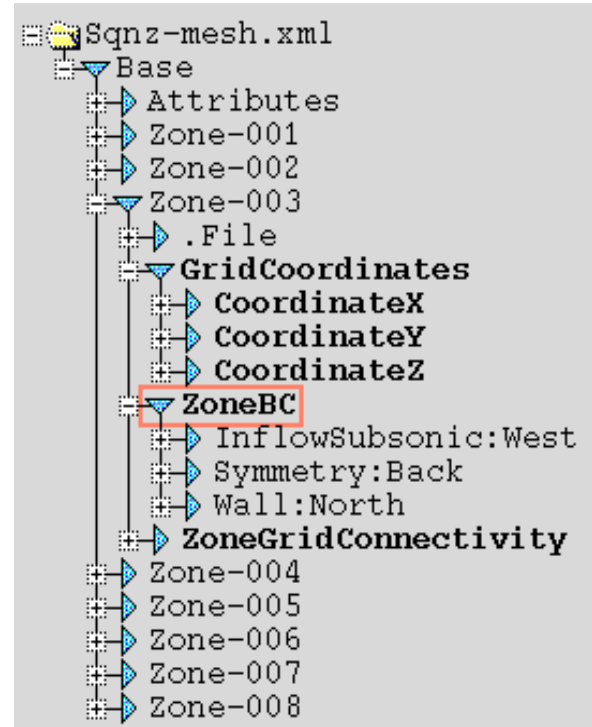 Sqnz-mesh.xml
Base
Attributes
Zone-001
Zone-002
Zone-003
.File
GridCoordinates
CoordinateX
CoordinateY
CoordinateZ
ZoneBC
InflowSubsonic:West
Symmetry:Back
Wall:North
ZoneGridConnectivity
Zone-004
Zone-005
Zone-006
Zone-007
Zone-008